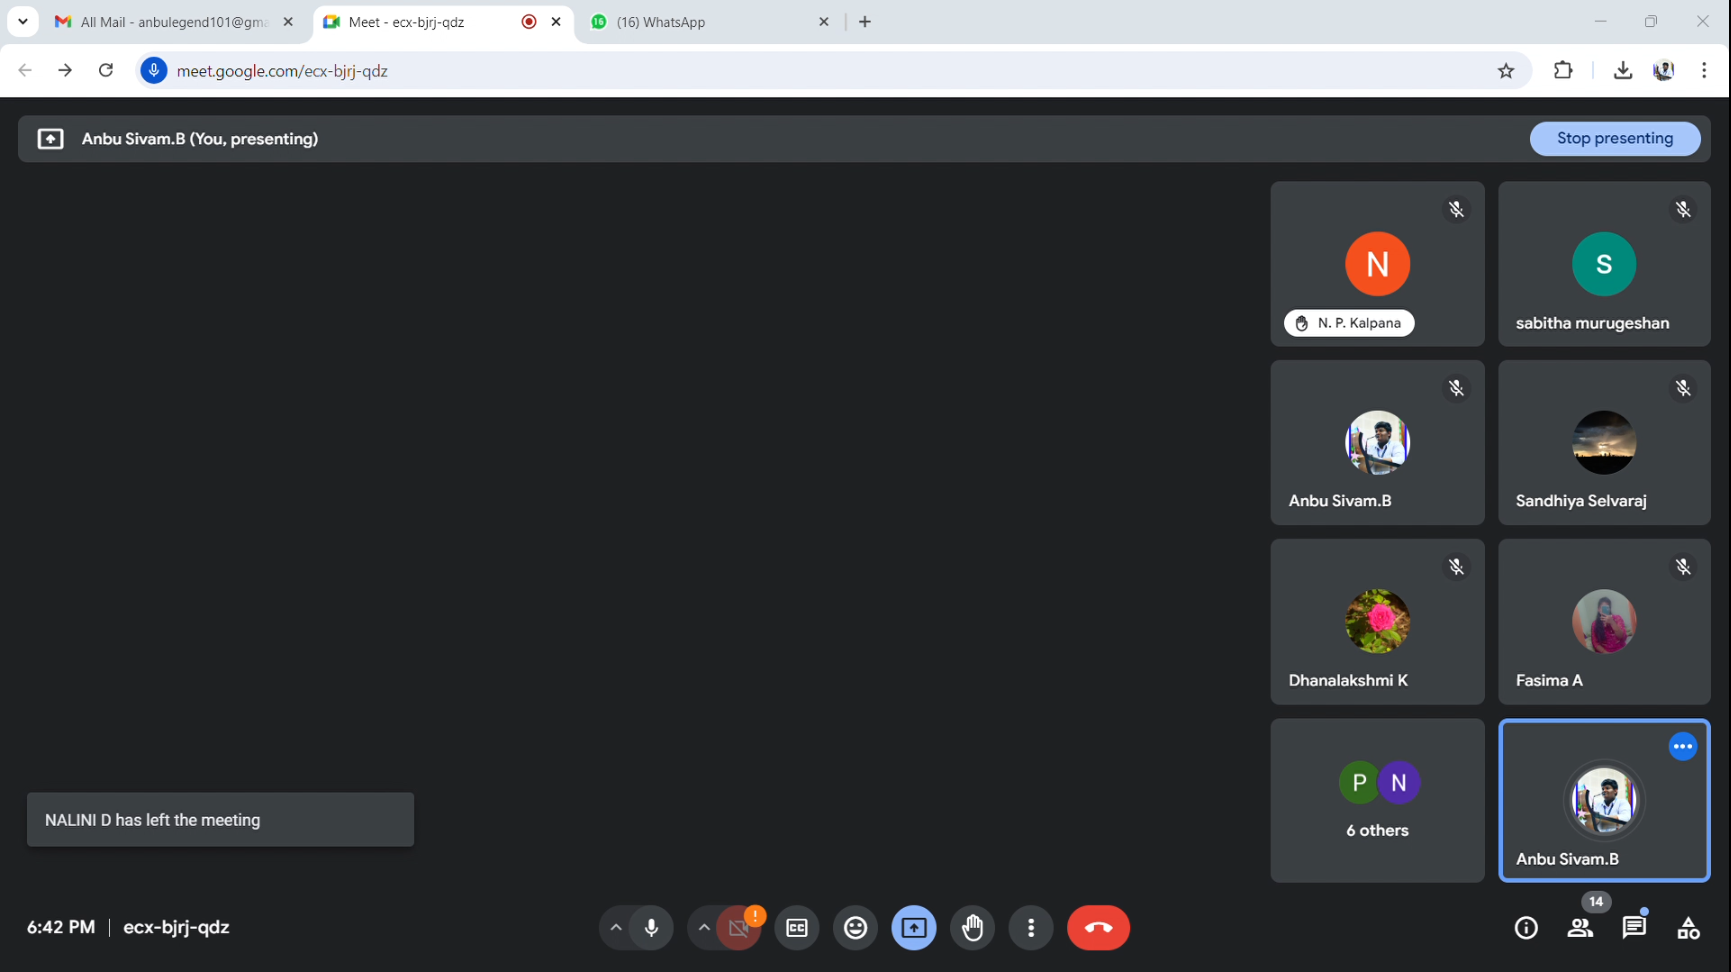 All Mail - anbulegend101@gma
Meet - ecx-bjrj-qdz
16
(16) WhatsApp
meet.google.com/ecx-bjrj-qdz
Anbu Sivam.B (You, presenting)
Stop presenting
N
N. P. Kalpana
S
sabitha murugeshan
Anbu Sivam.B
Sandhiya Selvaraj
Dhanalakshmi K
Fasima A
P N
6 others
Anbu Sivam.B
NALINI D has left the meeting
6:42 PM | ecx-bjrj-qdz
!
CC
14